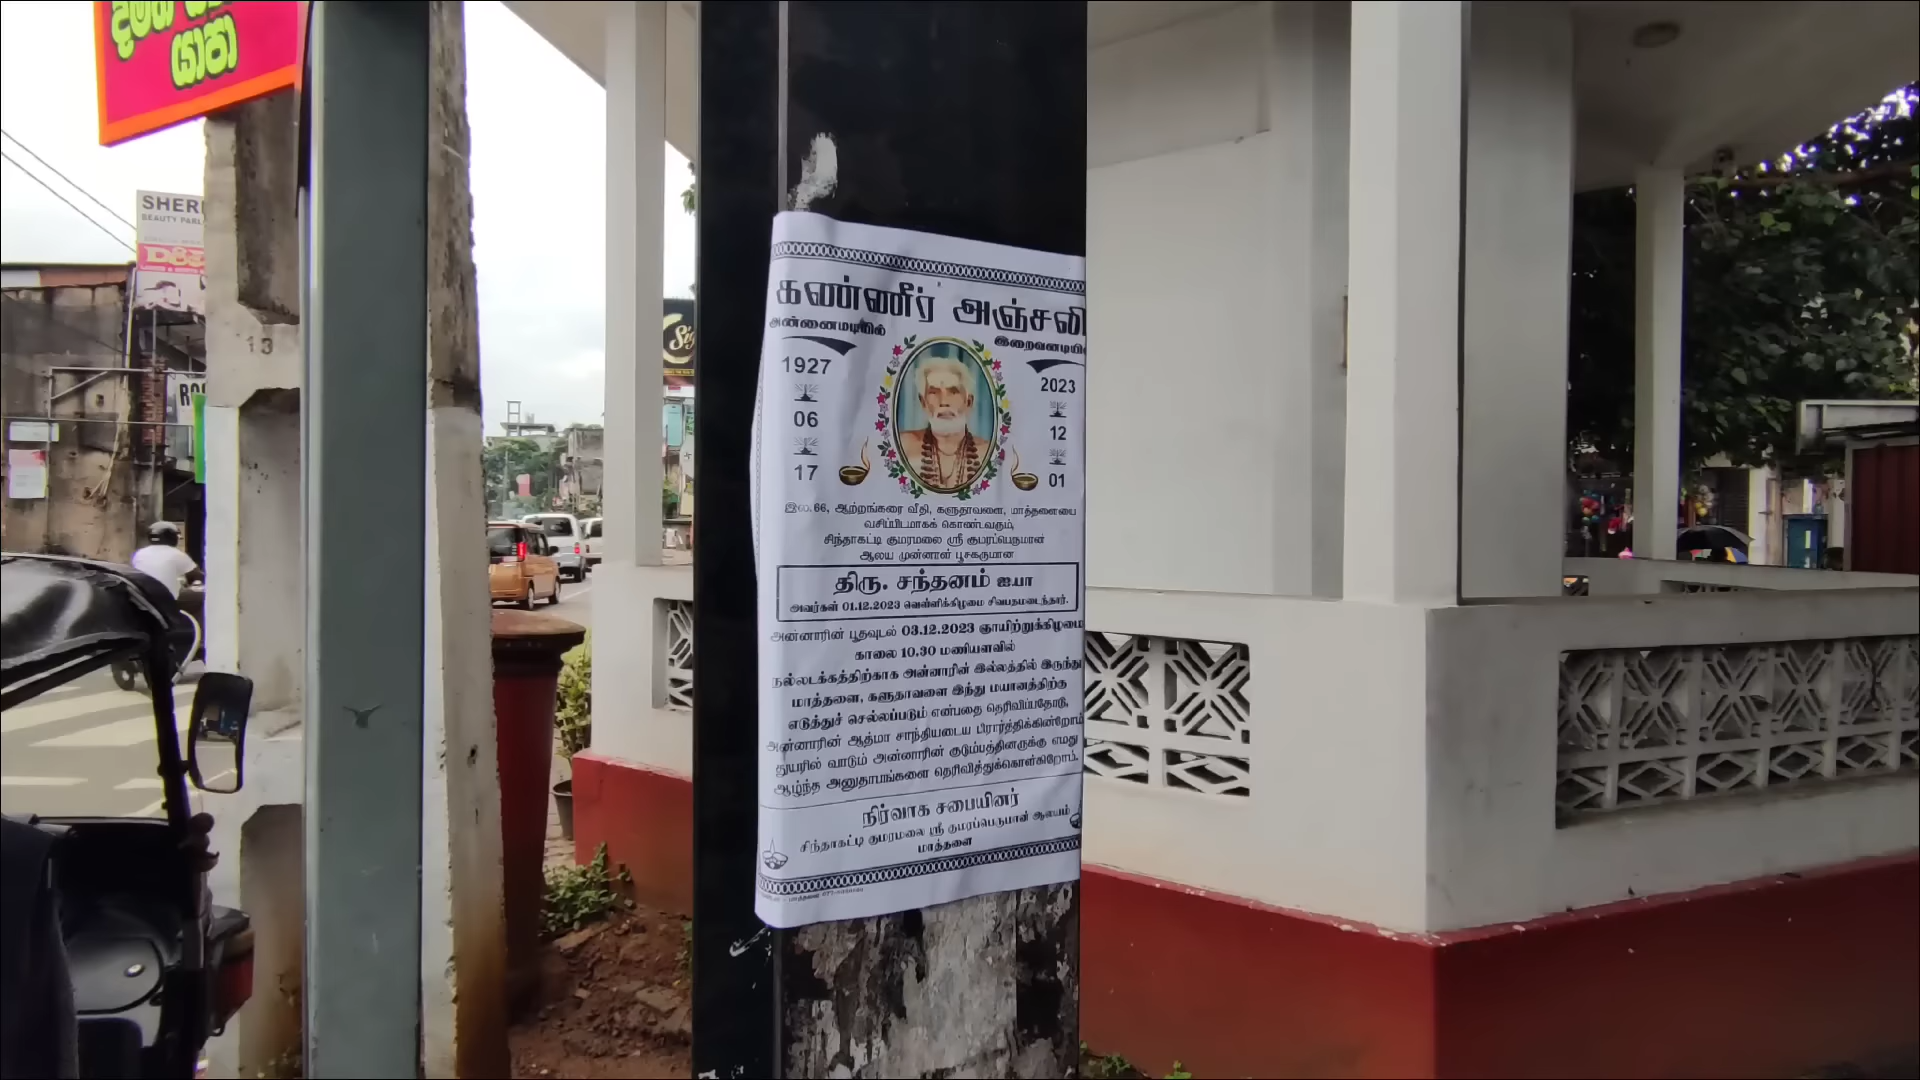 යාපා
SHER
BEAUTY PARL
13
கண்ணீர் அஞ்சலி
அன்னைமடியில்
இறைவனடியில்
1927
06
17
2023
12
01
இல. 66, ஆற்றங்கரை வீதி, களுதாவளை, மாத்தளையை
வசிப்பிடமாகக் கொண்டவரும்,
சிந்தாகட்டி குமரமலை ஸ்ரீ குமரப்பெருமான்
ஆலய முன்னாள் பூசகருமான
திரு. சந்தனம் ஐயா
அவர்கள் 01.12.2023 வெள்ளிக்கிழமை சிவபதமடைந்தார்.
அன்னாரின் பூதவுடல் 03.12.2023 ஞாயிற்றுக்கிழமை
காலை 10.30 மணியளவில்
நல்லடக்கத்திற்காக அன்னாரின் இல்லத்தில் இருந்து
மாத்தளை, களுதாவளை இந்து மயானத்திற்கு
எடுத்துச் செல்லப்படும் என்பதை தெரிவிப்பதோடு,
அன்னாரின் ஆத்மா சாந்தியடைய பிரார்த்திக்கின்றோம்
துயரில் வாடும் அன்னாரின் குடும்பத்தினருக்கு எமது
ஆழ்ந்த அனுதாபங்களை தெரிவித்துக்கொள்கிறோம்.
நிர்வாக சபையினர்
சிந்தாகட்டி குமரமலை ஸ்ரீ குமரப்பெருமான் ஆலயம்
மாத்தளை